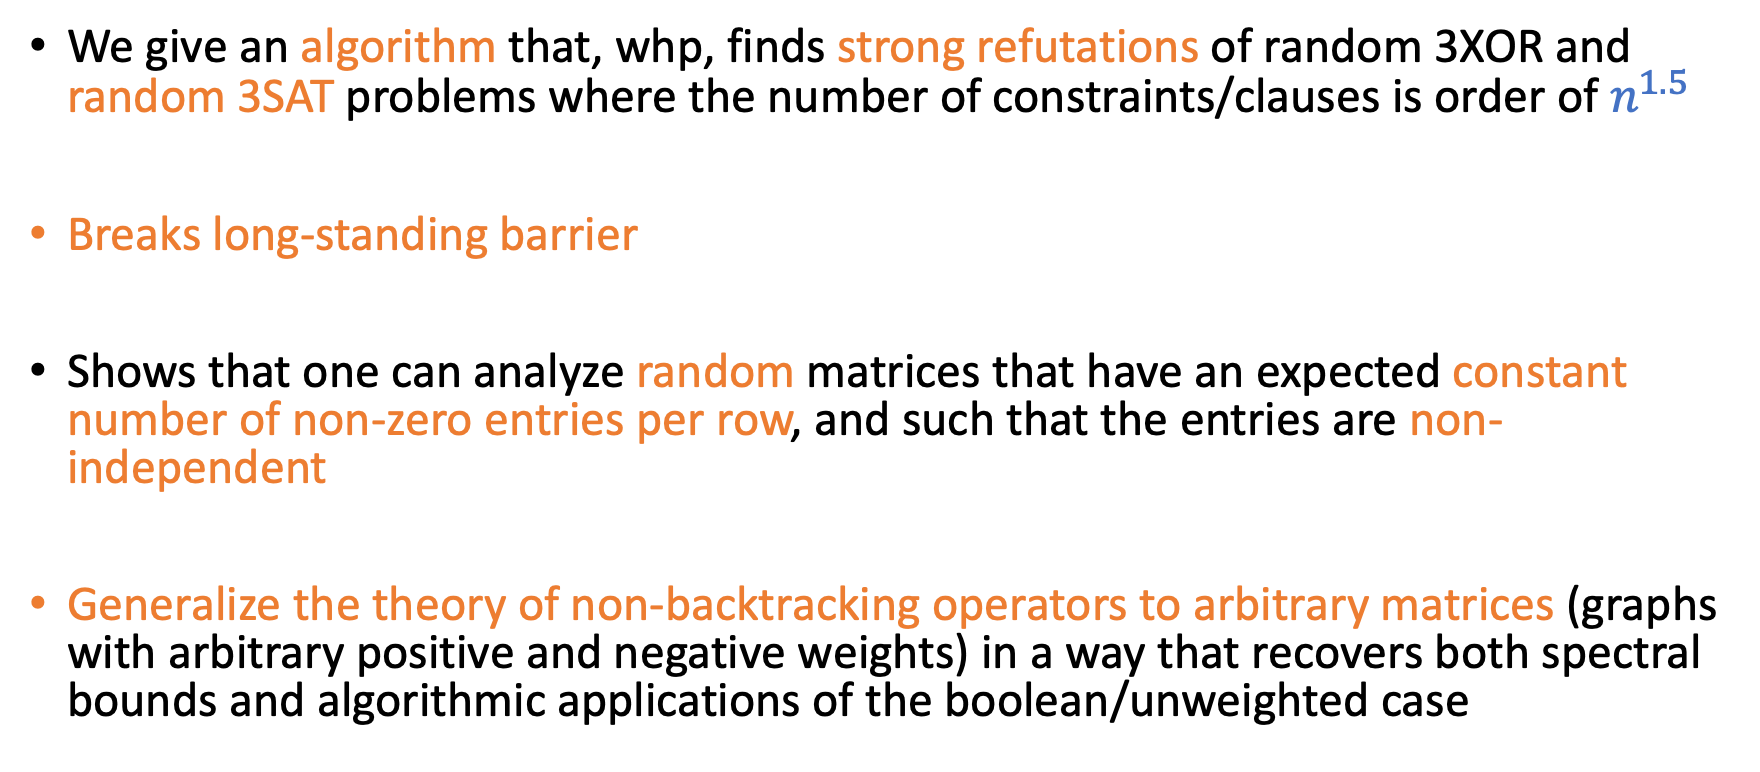 • We give an algorithm that, whp, finds strong refutations of random 3XOR and
random 3SAT problems where the number of constraints/clauses is order of n^1.5
• Breaks long-standing barrier
• Shows that one can analyze random matrices that have an expected constant
number of non-zero entries per row, and such that the entries are non-
independent
• Generalize the theory of non-backtracking operators to arbitrary matrices (graphs
with arbitrary positive and negative weights) in a way that recovers both spectral
bounds and algorithmic applications of the boolean/unweighted case